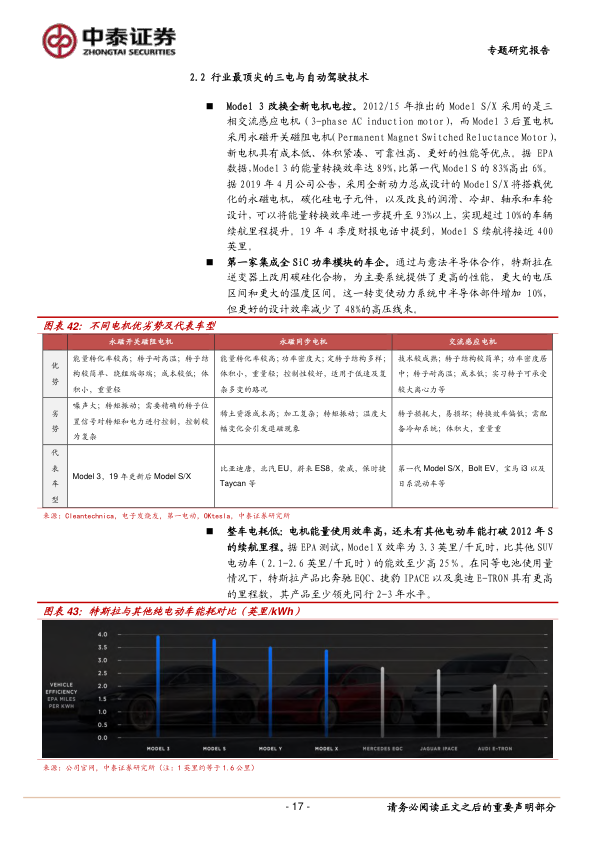 中泰证券
ZHONGTAI SECURITIES
专题研究报告
2.2 行业最顶尖的三电与自动驾驶技术
■ Model 3 改换全新电机电控。2012/15 年推出的 Model S/X 采用的是三
相交流感应电机（3-phase AC induction motor），而 Model 3 后置电机
采用永磁开关磁阻电机(Permanent Magnet Switched Reluctance Motor)，
新电机具有成本低、体积紧凑、可靠性高、更好的性能等优点。据 EPA
数据，Model 3 的能量转换效率达 89%，比第一代 Model S 的 83%高出 6%。
据 2019 年 4 月公司公告，采用全新动力总成设计的 Model S/X 将搭载优
化的永磁电机，碳化硅电子元件，以及改良的润滑、冷却、轴承和车轮
设计，可以将能量转换效率进一步提升至 93%以上，实现超过 10%的车辆
续航里程提升。19 年 4 季度财报电话中提到，Model S 续航将接近 400
英里。
■ 第一家集成全 SiC 功率模块的车企。通过与意法半导体合作，特斯拉在
逆变器上改用碳硅化合物，为主要系统提供了更高的性能，更大的电压
区间和更大的温度区间。这一转变使动力系统中半导体部件增加 10%，
但更好的设计效率减少了 48%的高压线束。
图表 42：不同电机优劣势及代表车型
永磁开关磁阻电机 永磁同步电机 交流感应电机
优势
能量转化率较高；转子耐高温；转子结
构较简单、绕组端部端；成本较低；体
积小、重量轻
能量转化率较高；功率密度大；定转子结构多样；
体积小，重量轻；控制性较好，适用于低速及复
杂多变的路况
技术较成熟；转子结构较简单；功率密度居
中；转子耐高温；成本低；实习转子可承受
较大离心力等
劣势
噪声大；转矩脉动；需要精确的转子位
置信号对转矩和电力进行控制，控制较
为复杂
稀土资源成本高；加工复杂；转矩脉动；温度大
幅变化会引发退磁现象
转子损耗大，易损坏；转换效率偏低；需配
备冷却系统；体积大，重量重
代表车型
Model 3、19 年更新后 Model S/X
比亚迪唐、北汽 EU，蔚来 ES8、荣威、保时捷
Taycan 等
第一代 Model S/X，Bolt EV，宝马 i3 以及
日系混动车等
来源：Cleantechnica，电子发烧友，第一电动，OKtesla，中泰证券研究所
■ 整车电耗低：电机能量使用效率高，还未有其他电动车能打破 2012 年 S
的续航里程。据 EPA 测试，Model X 效率为 3.3 英里/千瓦时，比其他 SUV
电动车（2.1-2.6 英里/千瓦时）的能效至少高 25％。在同等电池使用量
情况下，特斯拉产品比奔驰 EQC、捷豹 IPACE 以及奥迪 E-TRON 具有更高
的里程数，其产品至少领先同行 2-3 年水平。
图表 43：特斯拉与其他纯电动车能耗对比（英里/kWh）
4.0
3.5
3.0
2.5
2.0
1.5
1.0
0.5
0.0
VEHICLE
EFFICIENCY
EPA MILES
PER KWH
MODEL 3 MODEL S MODEL Y MODEL X MERCEDES EQC JAGUAR IPACE AUDI E-TRON
来源：公司官网，中泰证券研究所（注：1 英里约等于 1.6 公里）
- 17 -
请务必阅读正文之后的重要声明部分